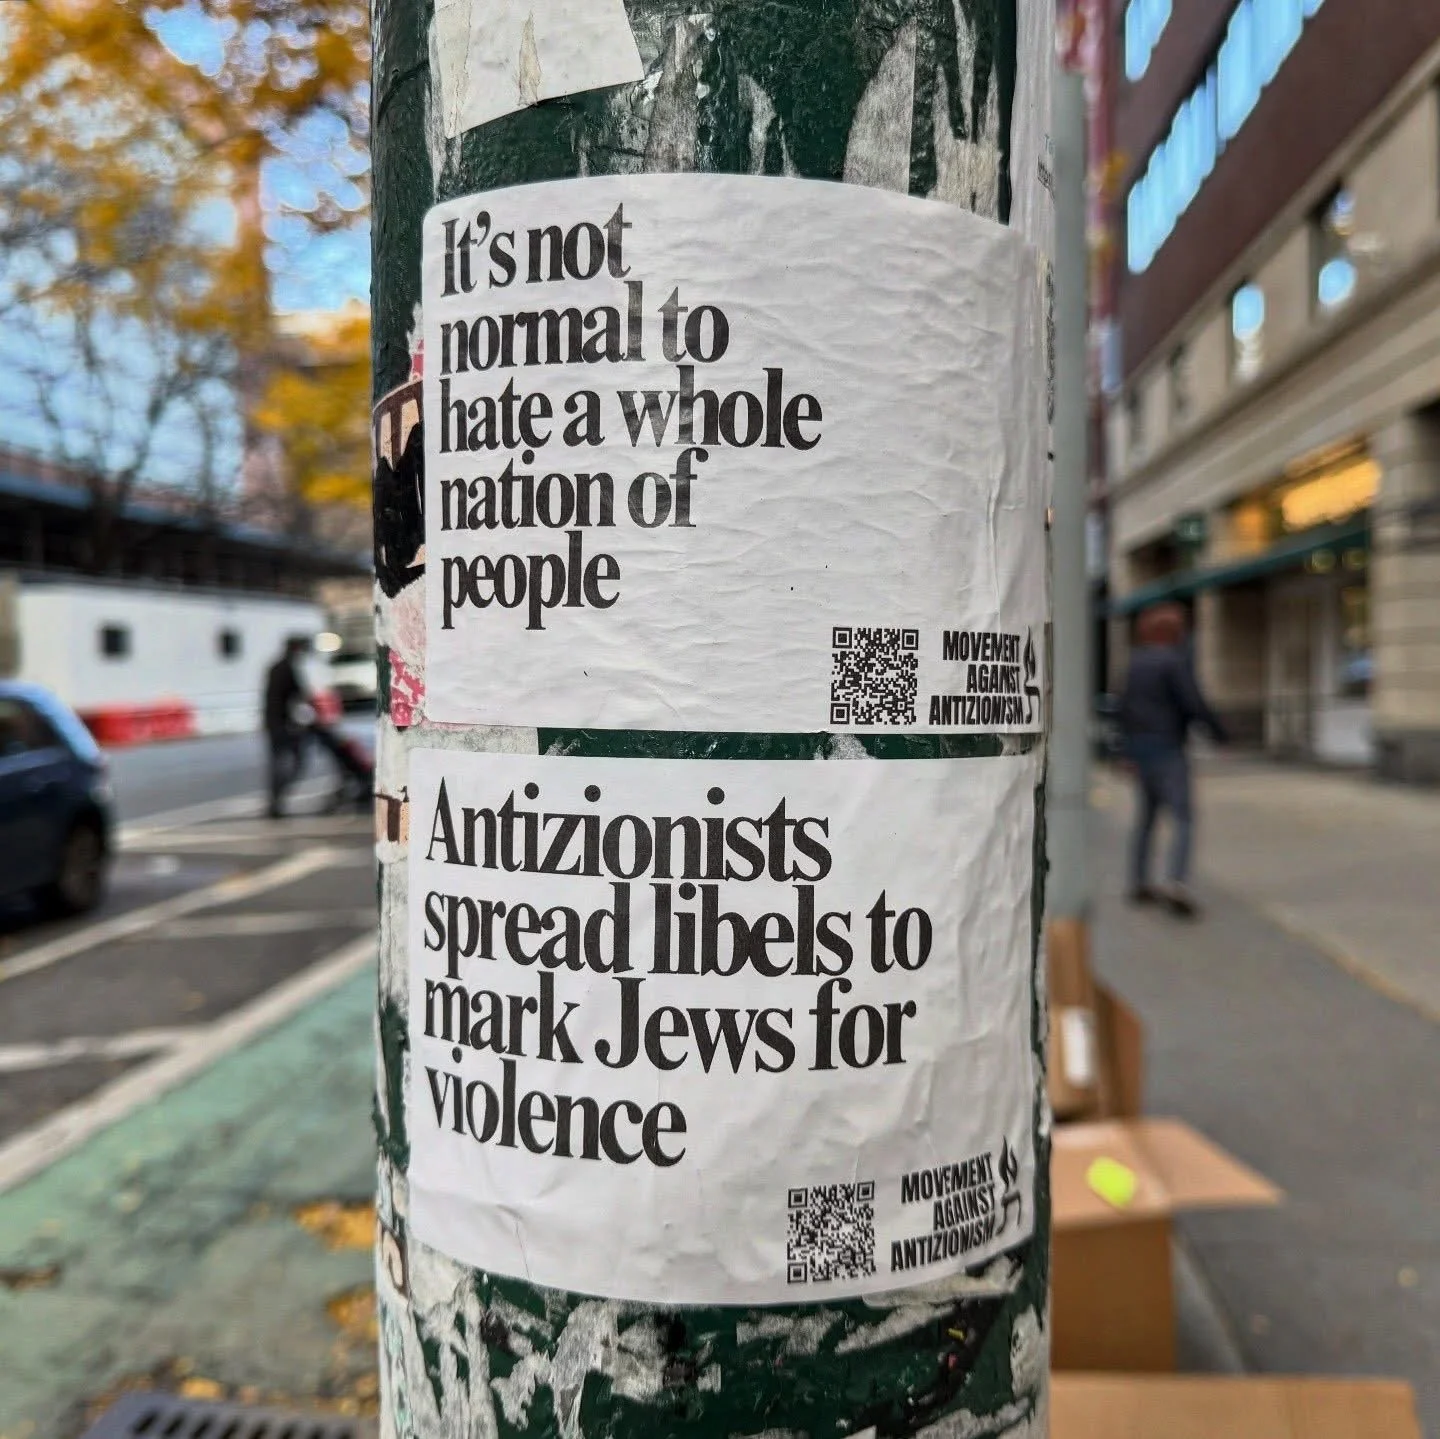 It's not
normal to
hate a whole
nation of
people
MOVEMENT
AGAINST
ANTIZIONISM
Antizionists
spread libels to
mark Jews for
violence
MOVEMENT
AGAINST
ANTIZIONISM